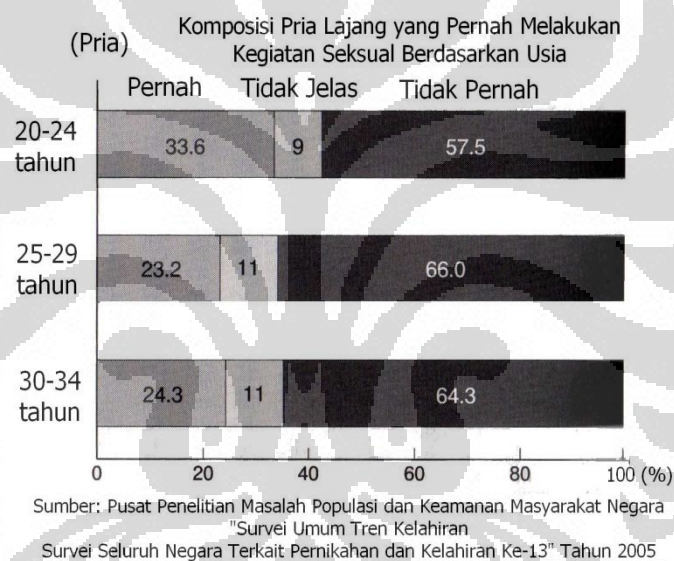 Komposisi Pria Lajang yang Pernah Melakukan
Kegiatan Seksual Berdasarkan Usia
(Pria)
Pernah Tidak Jelas Tidak Pernah
20-24
tahun
33.6 9 57.5
25-29
tahun
23.2 11 66.0
30-34
tahun
24.3 11 64.3
0 20 40 60 80 100 (%)
Sumber: Pusat Penelitian Masalah Populasi dan Keamanan Masyarakat Negara
"Survei Umum Tren Kelahiran
Survei Seluruh Negara Terkait Pernikahan dan Kelahiran Ke-13" Tahun 2005